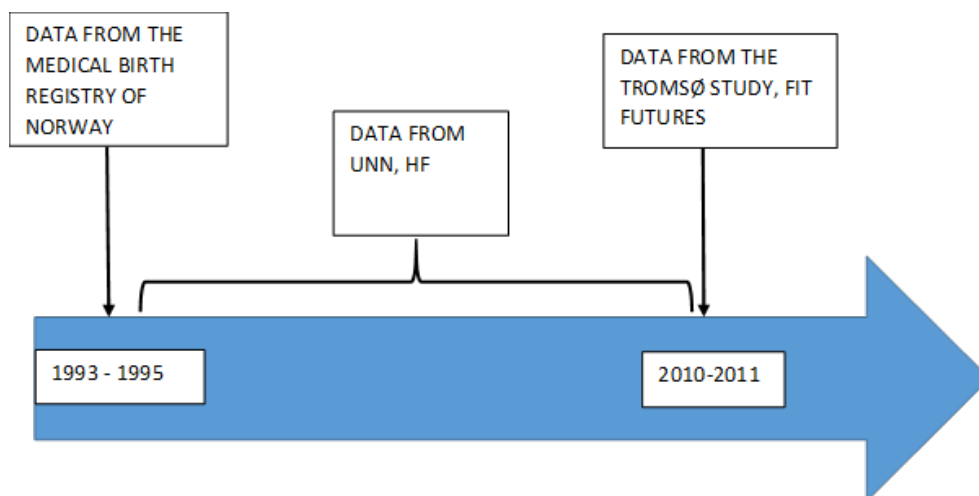 DATA FROM THE
MEDICAL BIRTH
REGISTRY OF
NORWAY
DATA FROM
UNN, HF
DATA FROM THE
TROMSØ STUDY, FIT
FUTURES
1993 - 1995
2010-2011